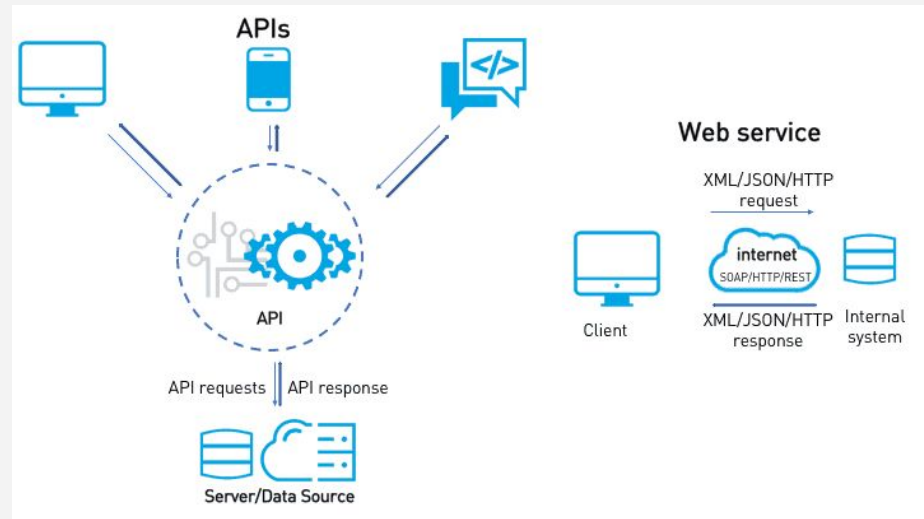 APIs
</>
API
API requests
API response
Server/Data Source
Web service
XML/JSON/HTTP
request
internet
SOAP/HTTP/REST
XML/JSON/HTTP
response
Client
Internal
system